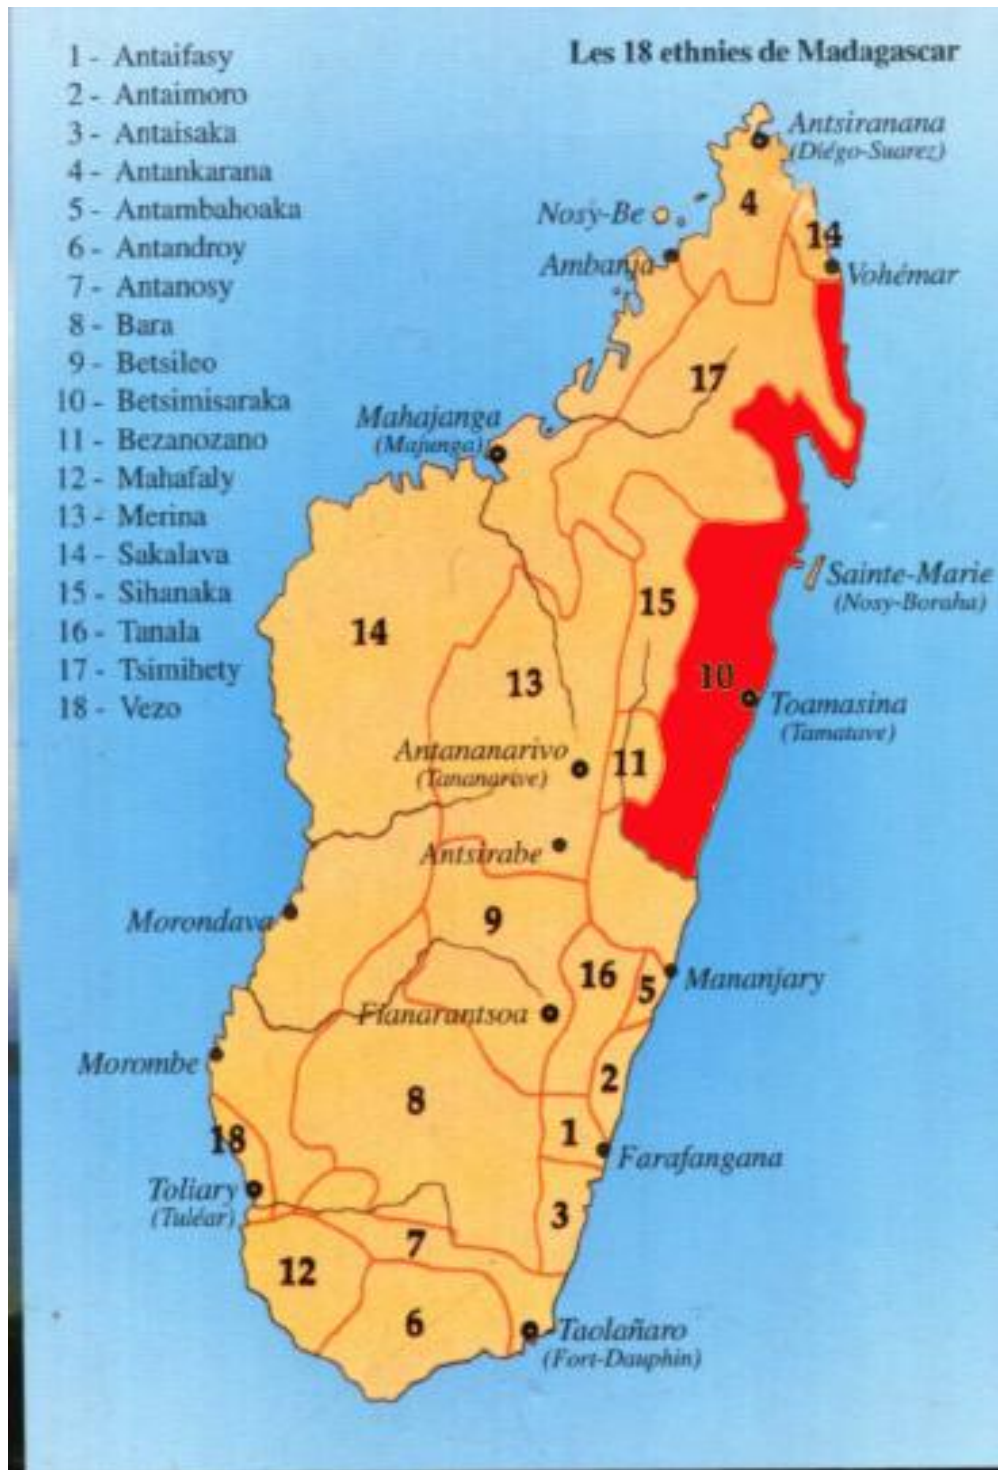 1 - Antaifasy
2 - Antaimoro
3 - Antaisaka
4 - Antankarana
5 - Antambahoaka
6 - Antandroy
7 - Antanosy
8 - Bara
9 - Betsileo
10 - Betsimisaraka
11 - Bezanozano
12 - Mahafaly
13 - Merina
14 - Sakalava
15 - Sihanaka
16 - Tanala
17 - Tsimihety
18 - Vezo
Les 18 ethnies de Madagascar
Antsiranana
(Diégo-Suarez)
4
Nosy-Be
14
Ambanja
Vohémar
17
Mahajanga
(Majunga)
Sainte-Marie
(Nosy-Boraha)
15
14
13
10
Toamasina
(Tamatave)
Antananarivo
(Tananarive)
11
Antsirabe
Morondava
9
16
5
Mananjary
Fianarantsoa
Morombe
2
8
18
1
Farafangana
Toliary
(Tuléar)
3
7
12
6
Taolañaro
(Fort-Dauphin)